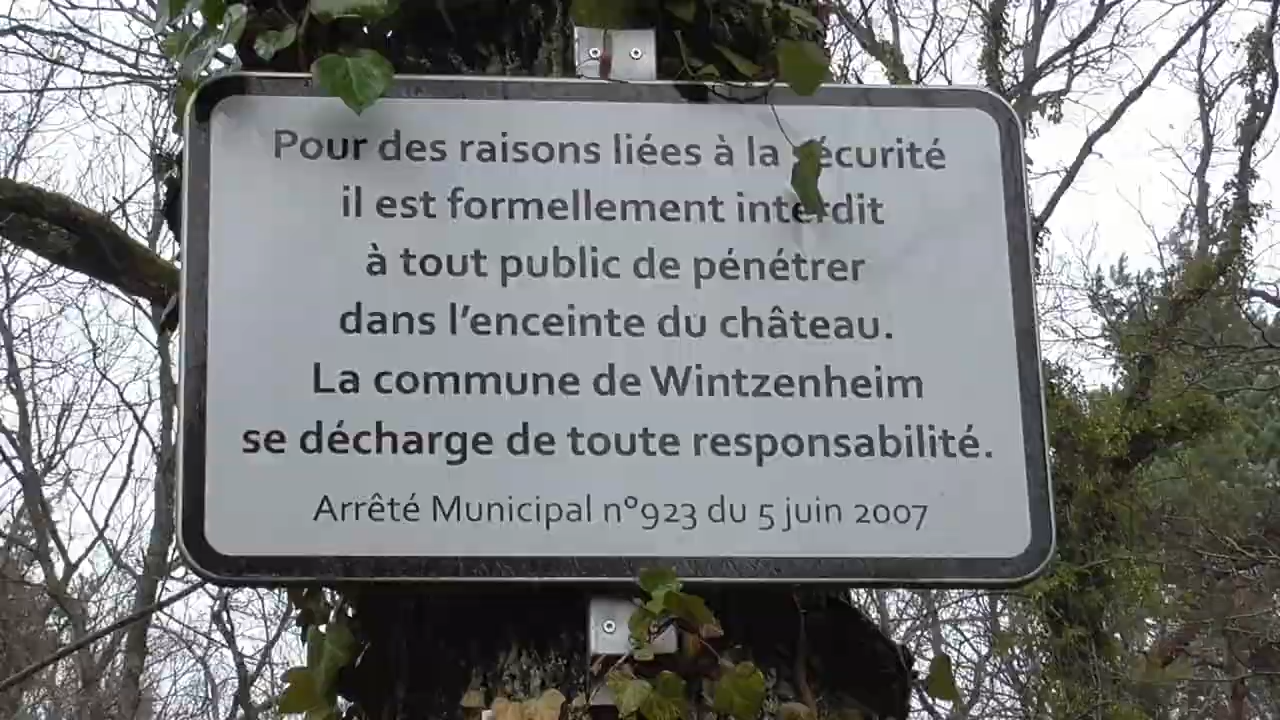 Pour des raisons liées à la sécurité
il est formellement interdit
à tout public de pénétrer
dans l'enceinte du château.
La commune de Wintzenheim
se décharge de toute responsabilité.
Arrêté Municipal n°923 du 5 juin 2007